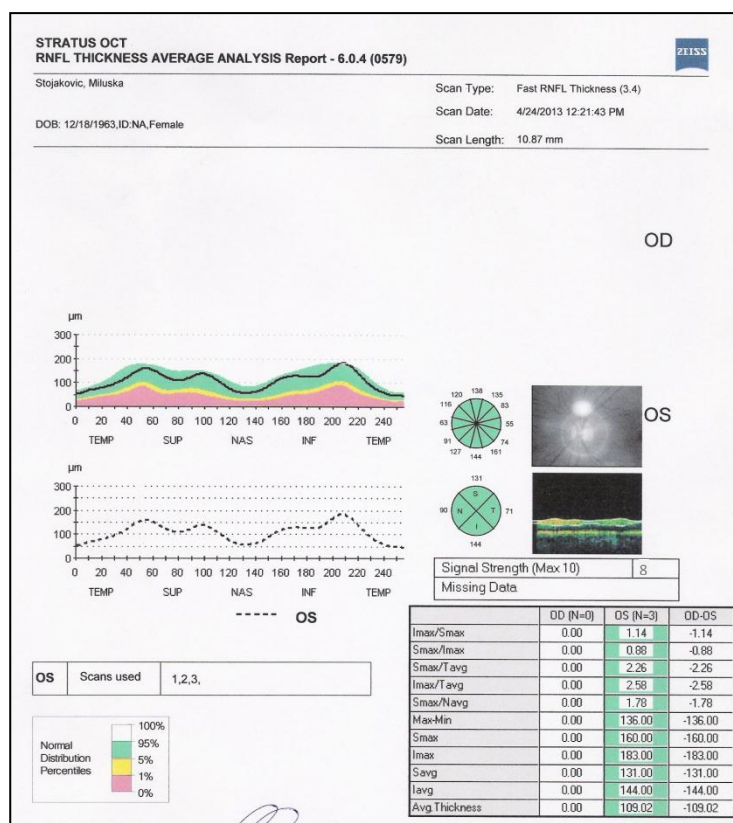 STRATUS OCT
RNFL THICKNESS AVERAGE ANALYSIS Report - 6.0.4 (0579)
ZEISS
Stojakovic, Miluska
DOB: 12/18/1963,ID:NA,Female
Scan Type: Fast RNFL Thickness (3.4)
Scan Date: 4/24/2013 12:21:43 PM
Scan Length: 10.87 mm
OD
µm
300
200
100
0
0 20 40 60 80 100 120 140 160 180 200 220 240
TEMP SUP NAS INF TEMP
120 138 135
116 83
63 55
91 74
127 144 161
OS
µm
300
200
100
0
0 20 40 60 80 100 120 140 160 180 200 220 240
TEMP SUP NAS INF TEMP
OS
131
S
90 N T 71
I
144
Signal Strength (Max 10) 8
Missing Data
OD (N=0) OS (N=3) OD-OS
Imax/Smax 0.00 1.14 -1.14
Smax/Imax 0.00 0.88 -0.88
Smax/Tavg 0.00 2.26 -2.26
Imax/Tavg 0.00 2.58 -2.58
Smax/Navg 0.00 1.78 -1.78
Max-Min 0.00 136.00 -136.00
Smax 0.00 160.00 -160.00
Imax 0.00 183.00 -183.00
Savg 0.00 131.00 -131.00
Iavg 0.00 144.00 -144.00
Avg.Thickness 0.00 109.02 -109.02
OS Scans used 1,2,3,
Normal Distribution Percentiles
100%
95%
5%
1%
0%